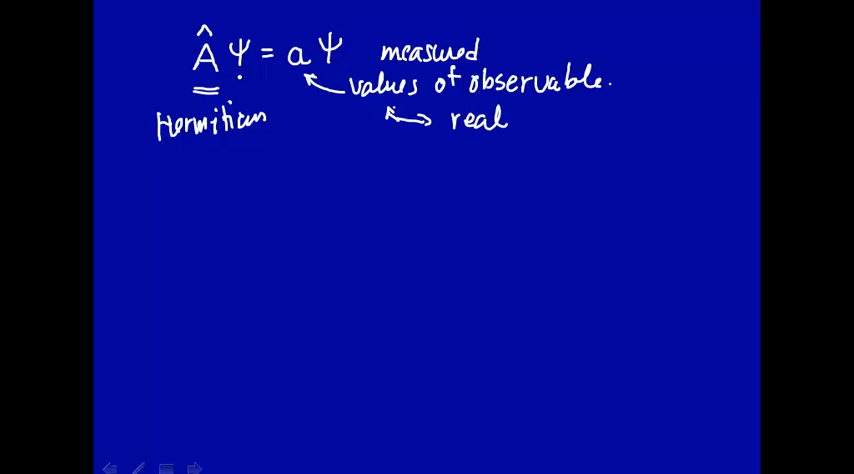 Â Ψ = a Ψ measured
values of observable.
Hermitian real